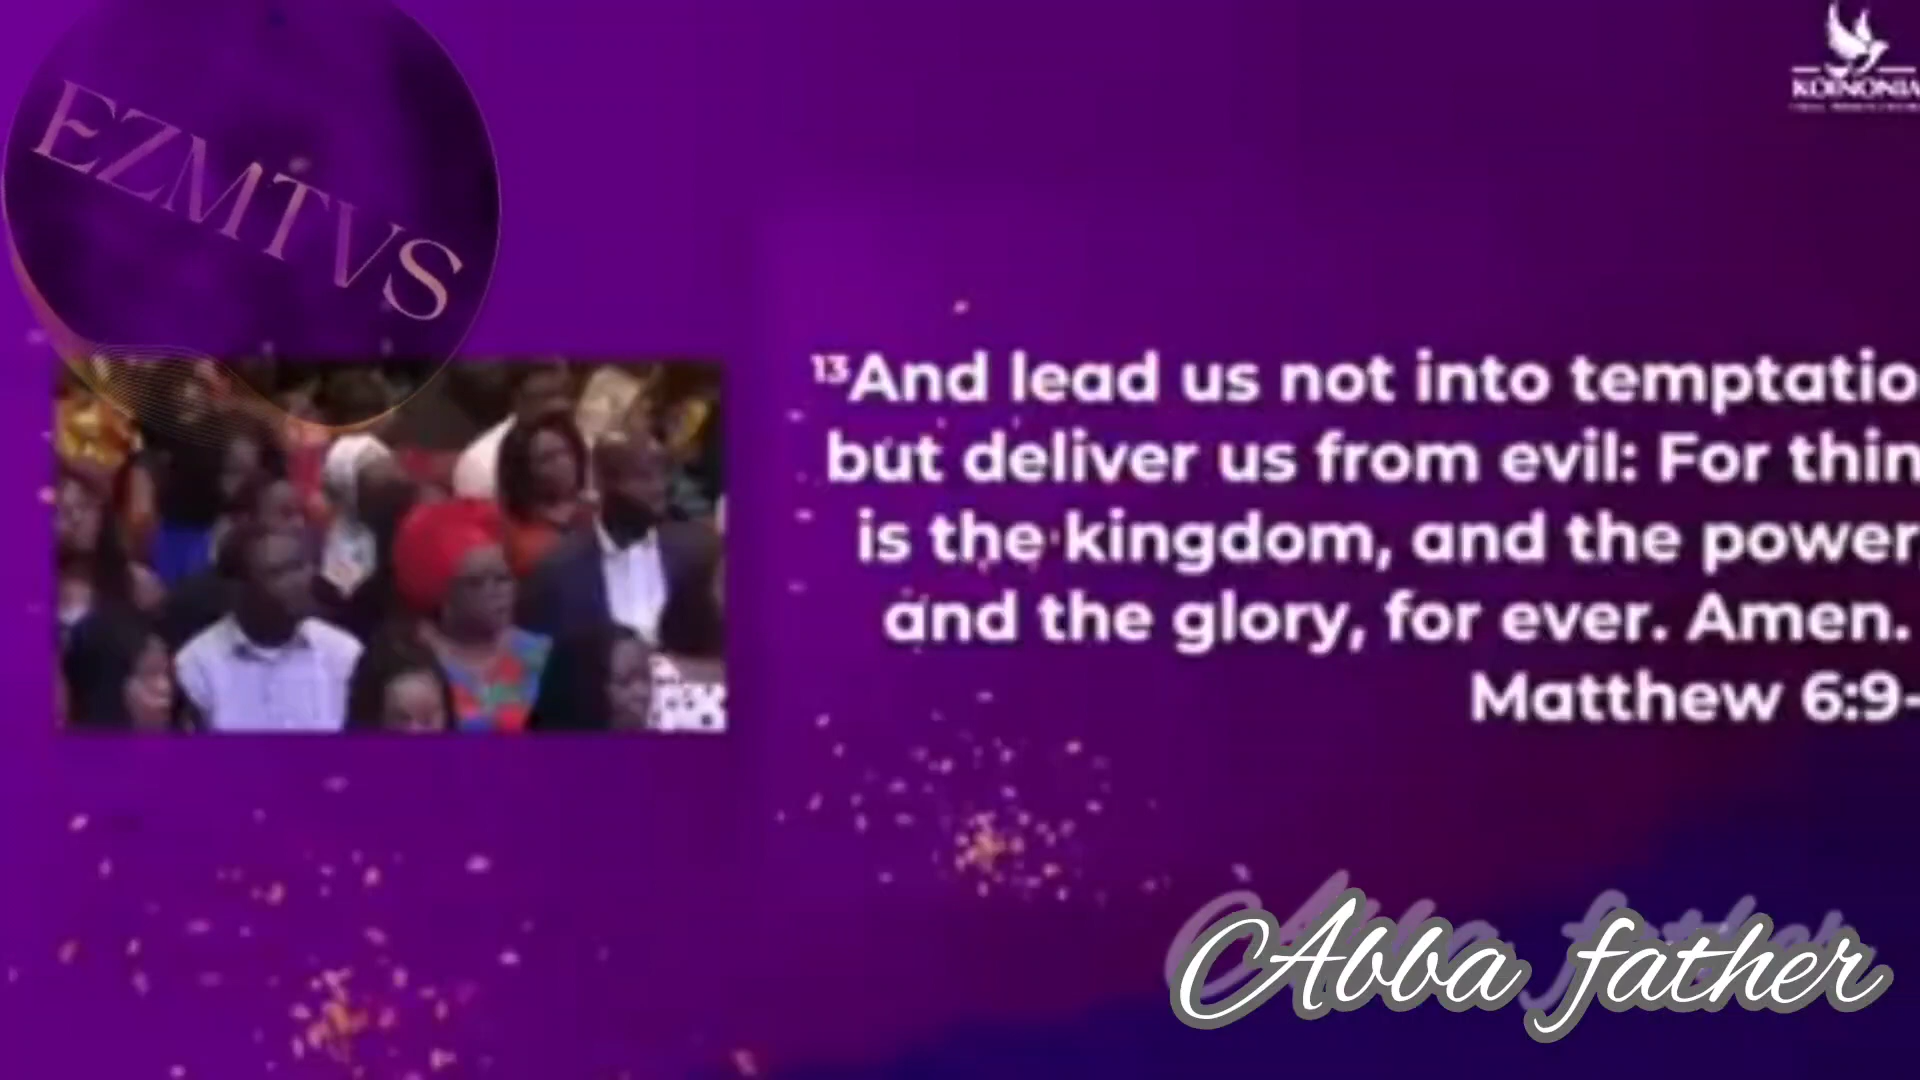 EZMTVS
KOINONIA
13And lead us not into temptatio
but deliver us from evil: For thin
is the kingdom, and the power,
and the glory, for ever. Amen.
Matthew 6:9-
Abba father